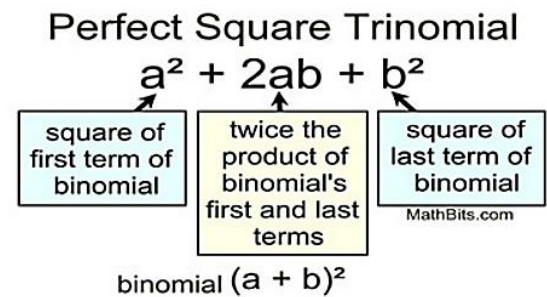 Perfect Square Trinomial
a² + 2ab + b²
square of
first term of
binomial
twice the
product of
binomial's
first and last
terms
square of
last term of
binomial
MathBits.com
binomial (a + b)²